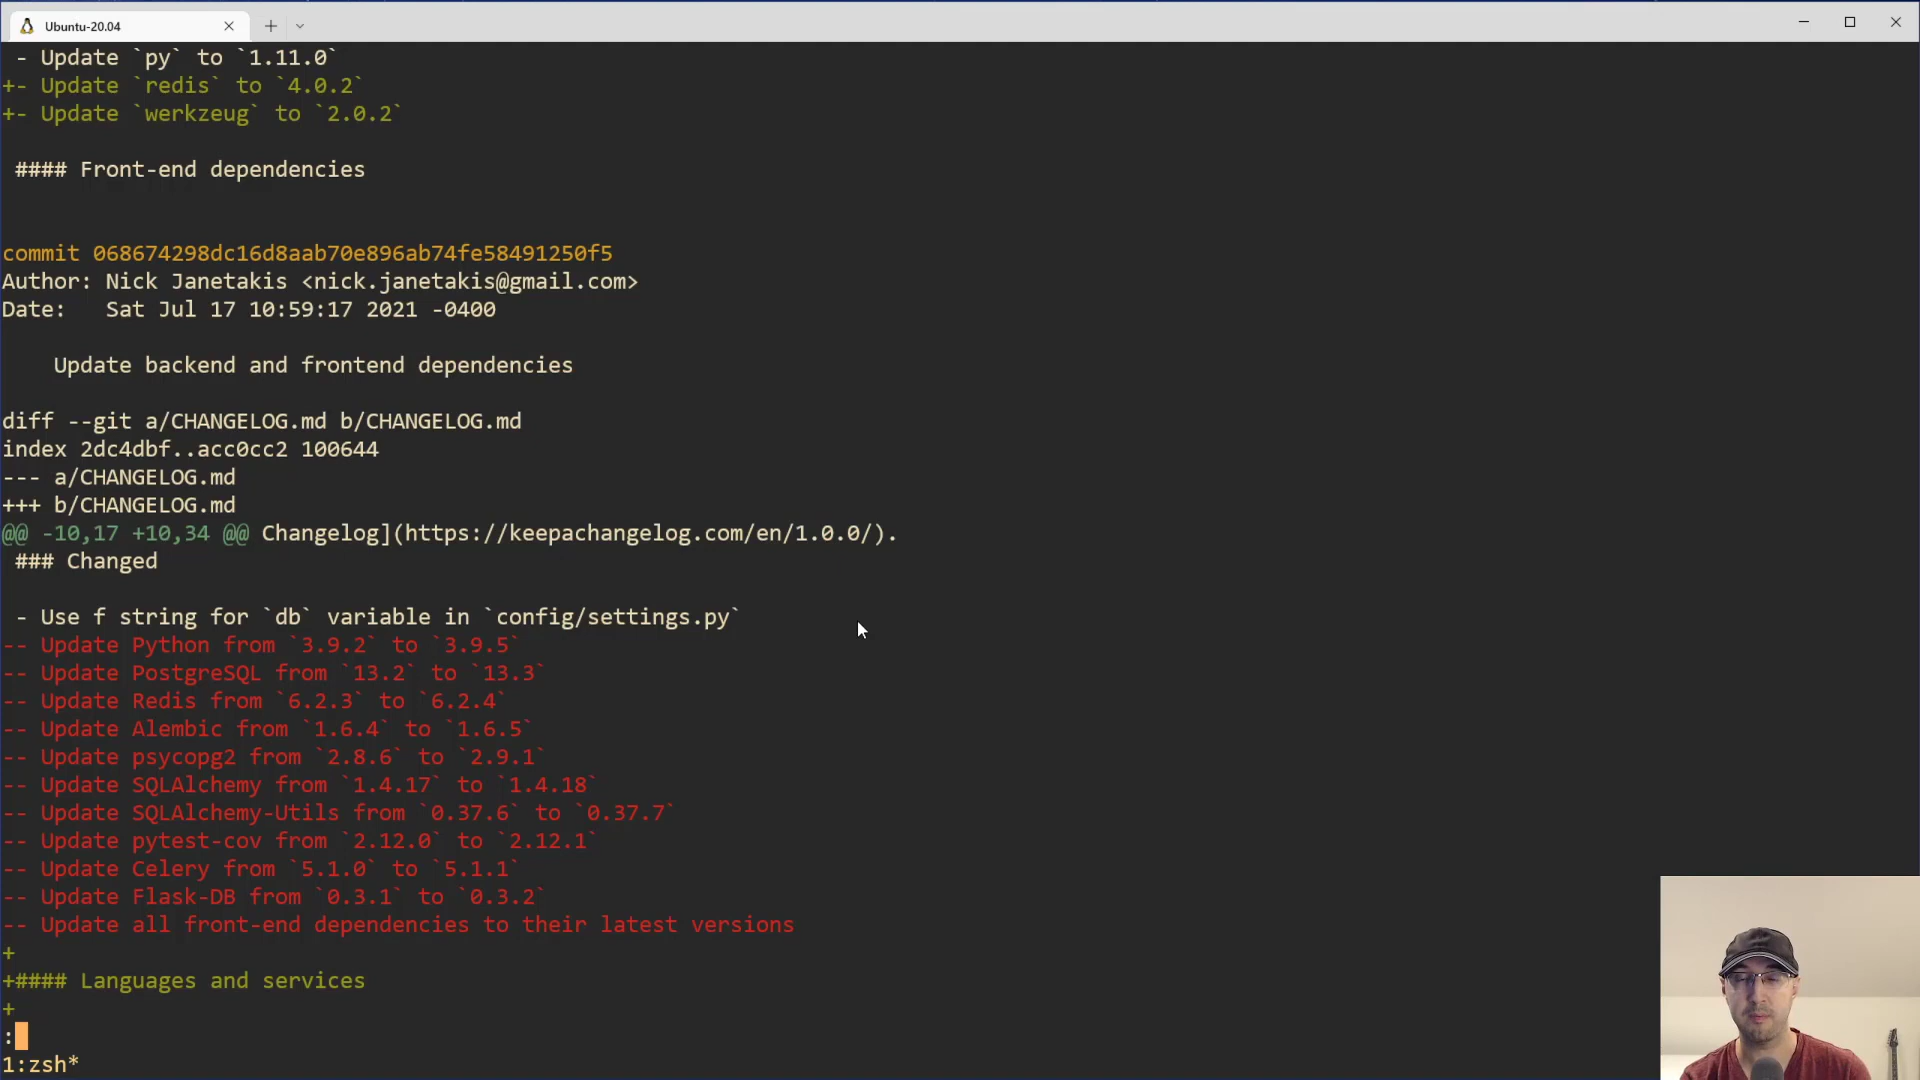 Ubuntu-20.04
- Update `py` to `1.11.0`
+- Update `redis` to `4.0.2`
+- Update `werkzeug` to `2.0.2`
#### Front-end dependencies
commit 068674298dc16d8aab70e896ab74fe58491250f5
Author: Nick Janetakis <nick.janetakis@gmail.com>
Date:   Sat Jul 17 10:59:17 2021 -0400
Update backend and frontend dependencies
diff --git a/CHANGELOG.md b/CHANGELOG.md
index 2dc4dbf..acc0cc2 100644
--- a/CHANGELOG.md
+++ b/CHANGELOG.md
@@ -10,17 +10,34 @@ Changelog](https://keepachangelog.com/en/1.0.0/).
### Changed
- Use f string for `db` variable in `config/settings.py`
-- Update Python from `3.9.2` to `3.9.5`
-- Update PostgreSQL from `13.2` to `13.3`
-- Update Redis from `6.2.3` to `6.2.4`
-- Update Alembic from `1.6.4` to `1.6.5`
-- Update psycopg2 from `2.8.6` to `2.9.1`
-- Update SQLAlchemy from `1.4.17` to `1.4.18`
-- Update SQLAlchemy-Utils from `0.37.6` to `0.37.7`
-- Update pytest-cov from `2.12.0` to `2.12.1`
-- Update Celery from `5.1.0` to `5.1.1`
-- Update Flask-DB from `0.3.1` to `0.3.2`
-- Update all front-end dependencies to their latest versions
+
+#### Languages and services
+
:
1:zsh*